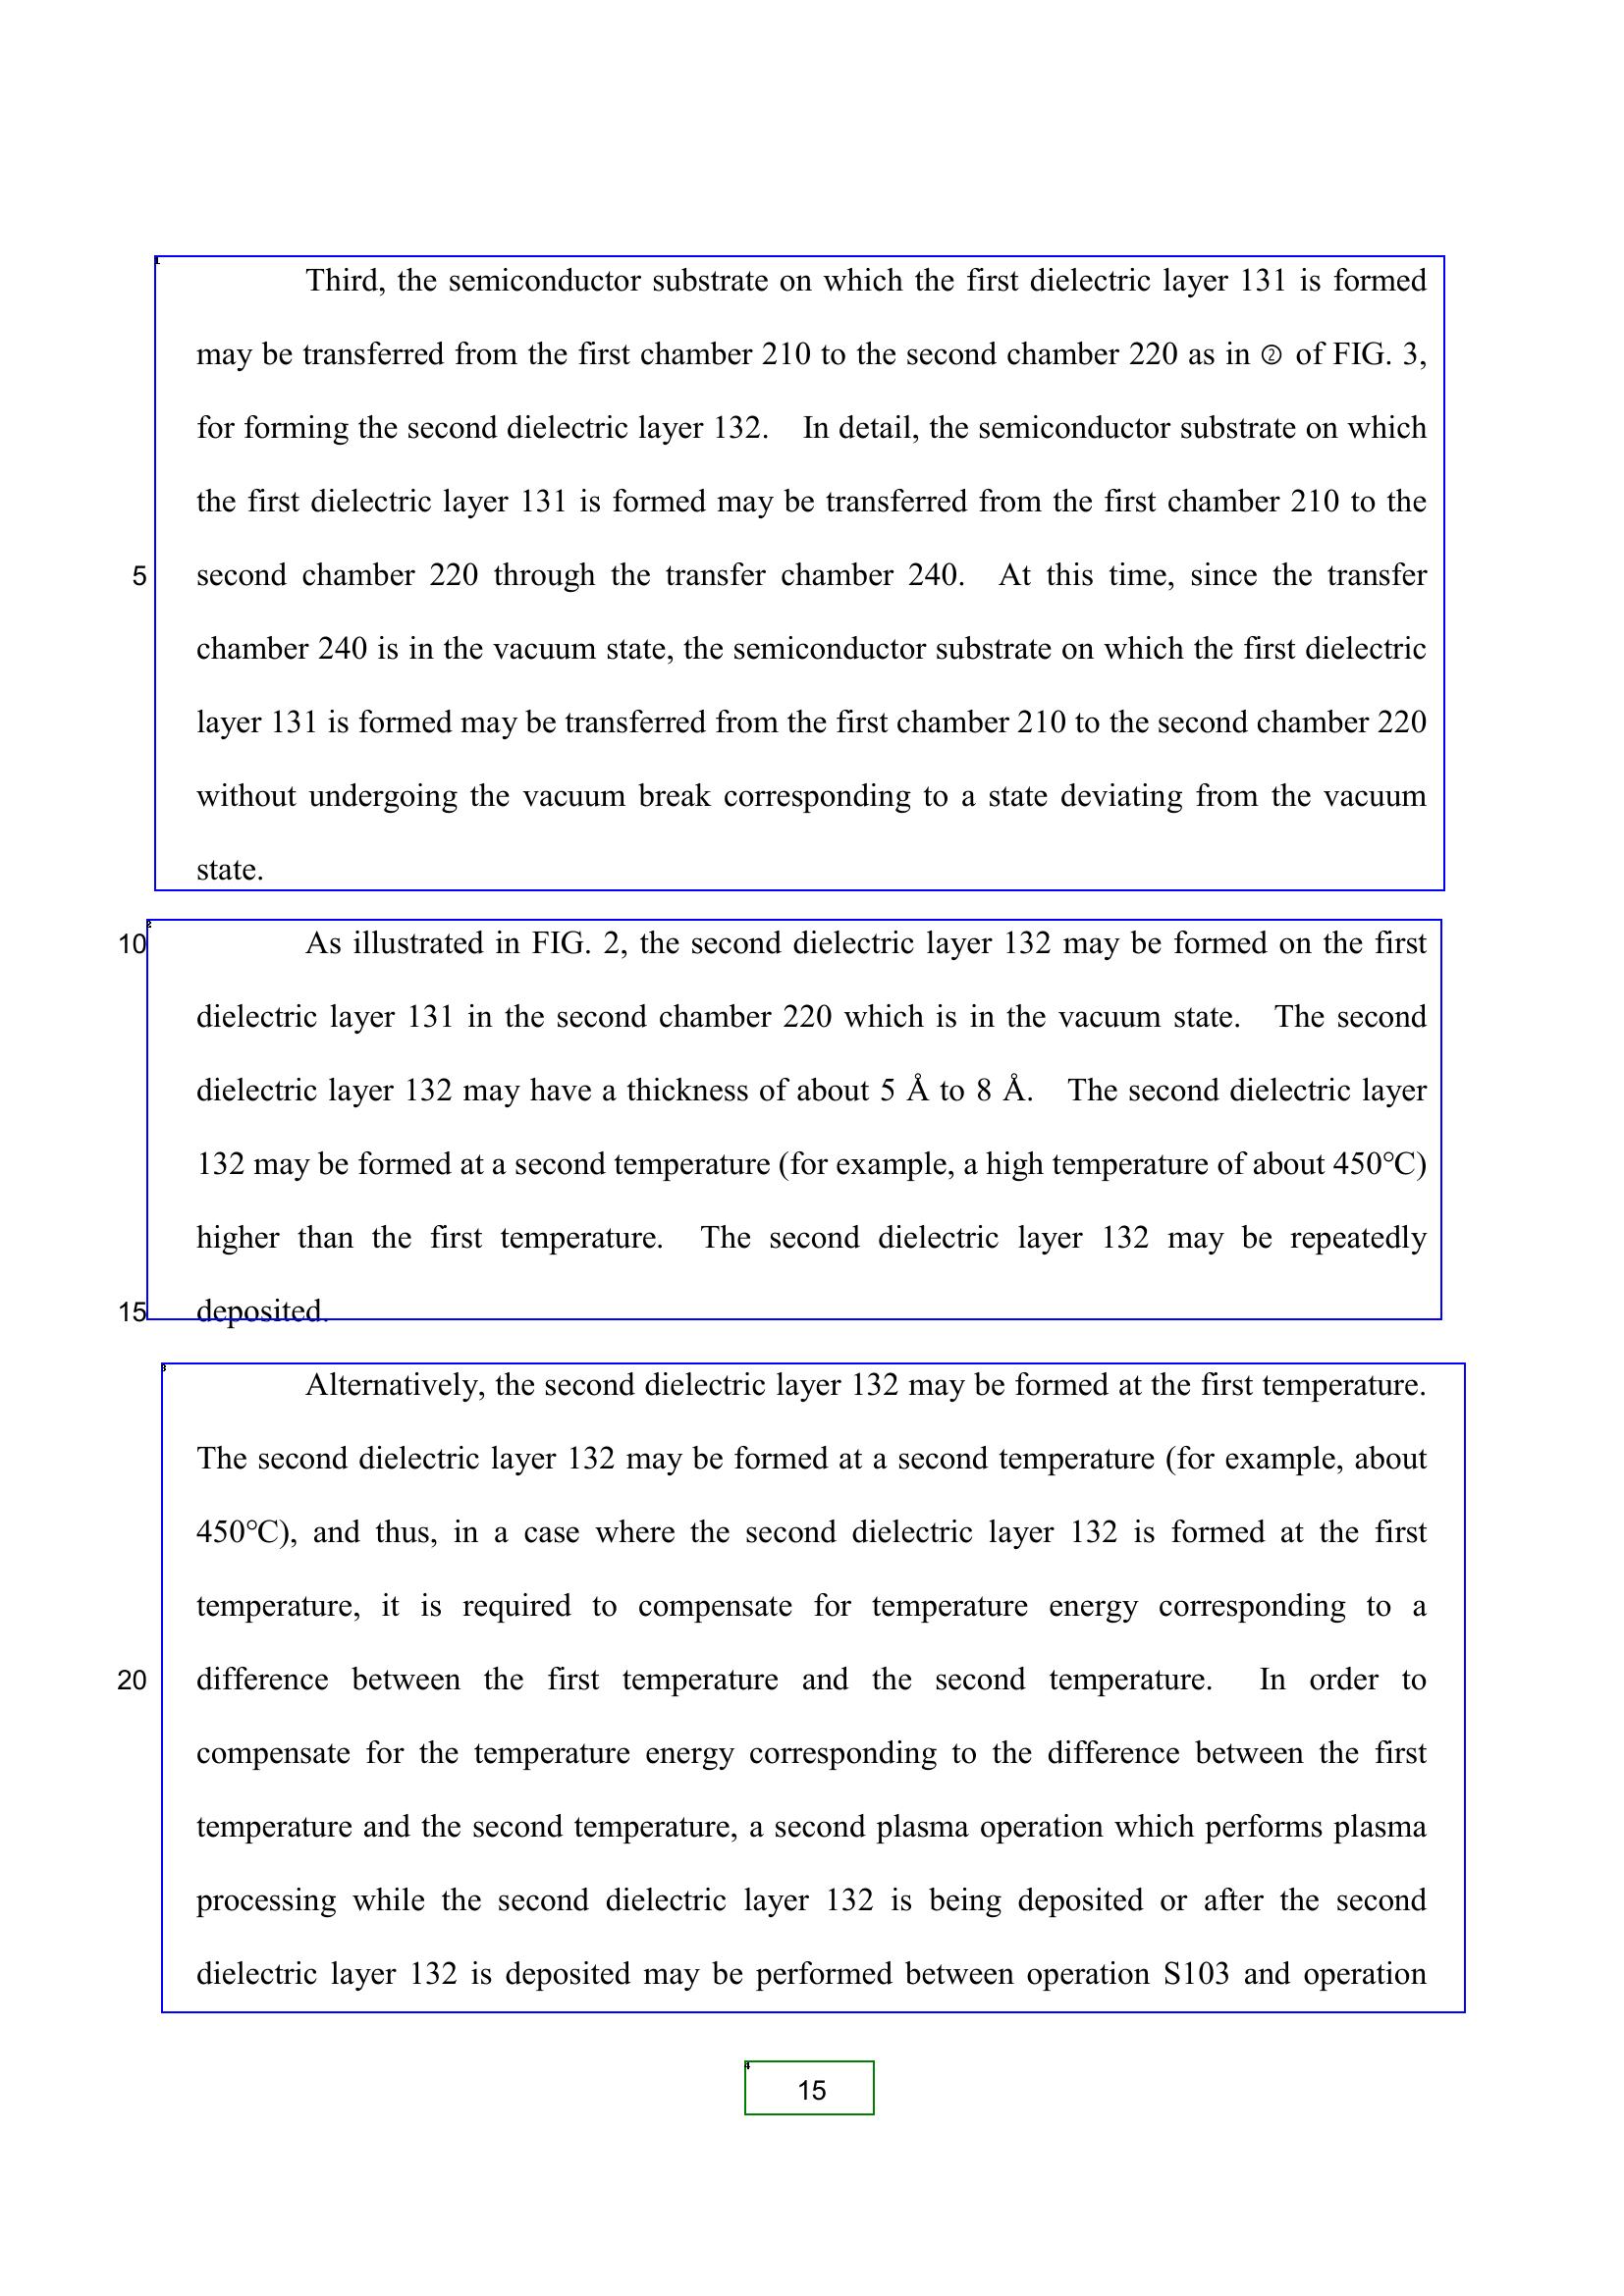 1
Third, the semiconductor substrate on which the first dielectric layer 131 is formed
may be transferred from the first chamber 210 to the second chamber 220 as in ② of FIG. 3,
for forming the second dielectric layer 132. In detail, the semiconductor substrate on which
the first dielectric layer 131 is formed may be transferred from the first chamber 210 to the
5 second chamber 220 through the transfer chamber 240. At this time, since the transfer
chamber 240 is in the vacuum state, the semiconductor substrate on which the first dielectric
layer 131 is formed may be transferred from the first chamber 210 to the second chamber 220
without undergoing the vacuum break corresponding to a state deviating from the vacuum
state.
2
10 As illustrated in FIG. 2, the second dielectric layer 132 may be formed on the first
dielectric layer 131 in the second chamber 220 which is in the vacuum state. The second
dielectric layer 132 may have a thickness of about 5 Å to 8 Å. The second dielectric layer
132 may be formed at a second temperature (for example, a high temperature of about 450℃)
higher than the first temperature. The second dielectric layer 132 may be repeatedly
15 deposited.
3
Alternatively, the second dielectric layer 132 may be formed at the first temperature.
The second dielectric layer 132 may be formed at a second temperature (for example, about
450℃), and thus, in a case where the second dielectric layer 132 is formed at the first
temperature, it is required to compensate for temperature energy corresponding to a
20 difference between the first temperature and the second temperature. In order to
compensate for the temperature energy corresponding to the difference between the first
temperature and the second temperature, a second plasma operation which performs plasma
processing while the second dielectric layer 132 is being deposited or after the second
dielectric layer 132 is deposited may be performed between operation S103 and operation
4
15